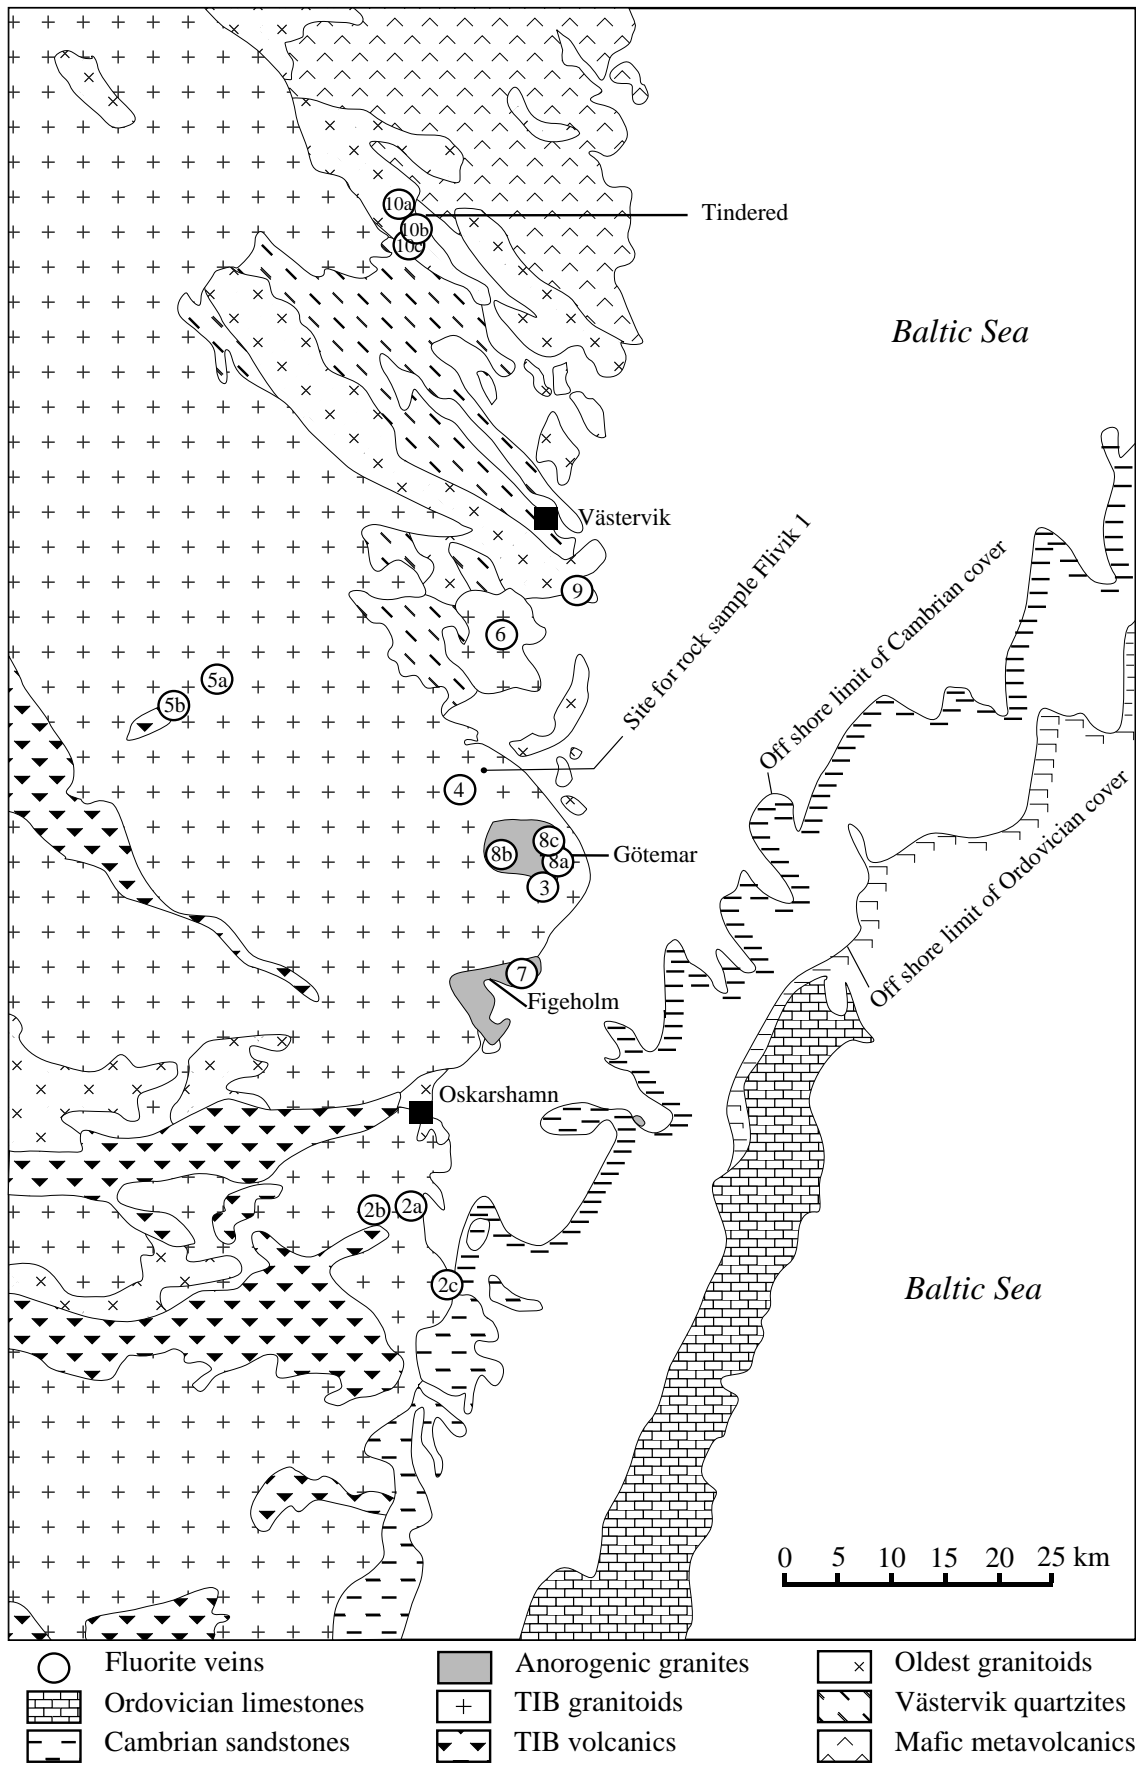 10a
Tindered
10b
10c
Baltic Sea
Västervik
Site for rock sample Flivik 1
Off shore limit of Cambrian cover
9
6
5a
5b
4
Off shore limit of Ordovician cover
8c
8b
8a
Götemar
3
7
Figeholm
Oskarshamn
2b
2a
2c
Baltic Sea
0 5 10 15 20 25 km
Fluorite veins
Anorogenic granites
Oldest granitoids
Ordovician limestones
TIB granitoids
Västervik quartzites
Cambrian sandstones
TIB volcanics
Mafic metavolcanics